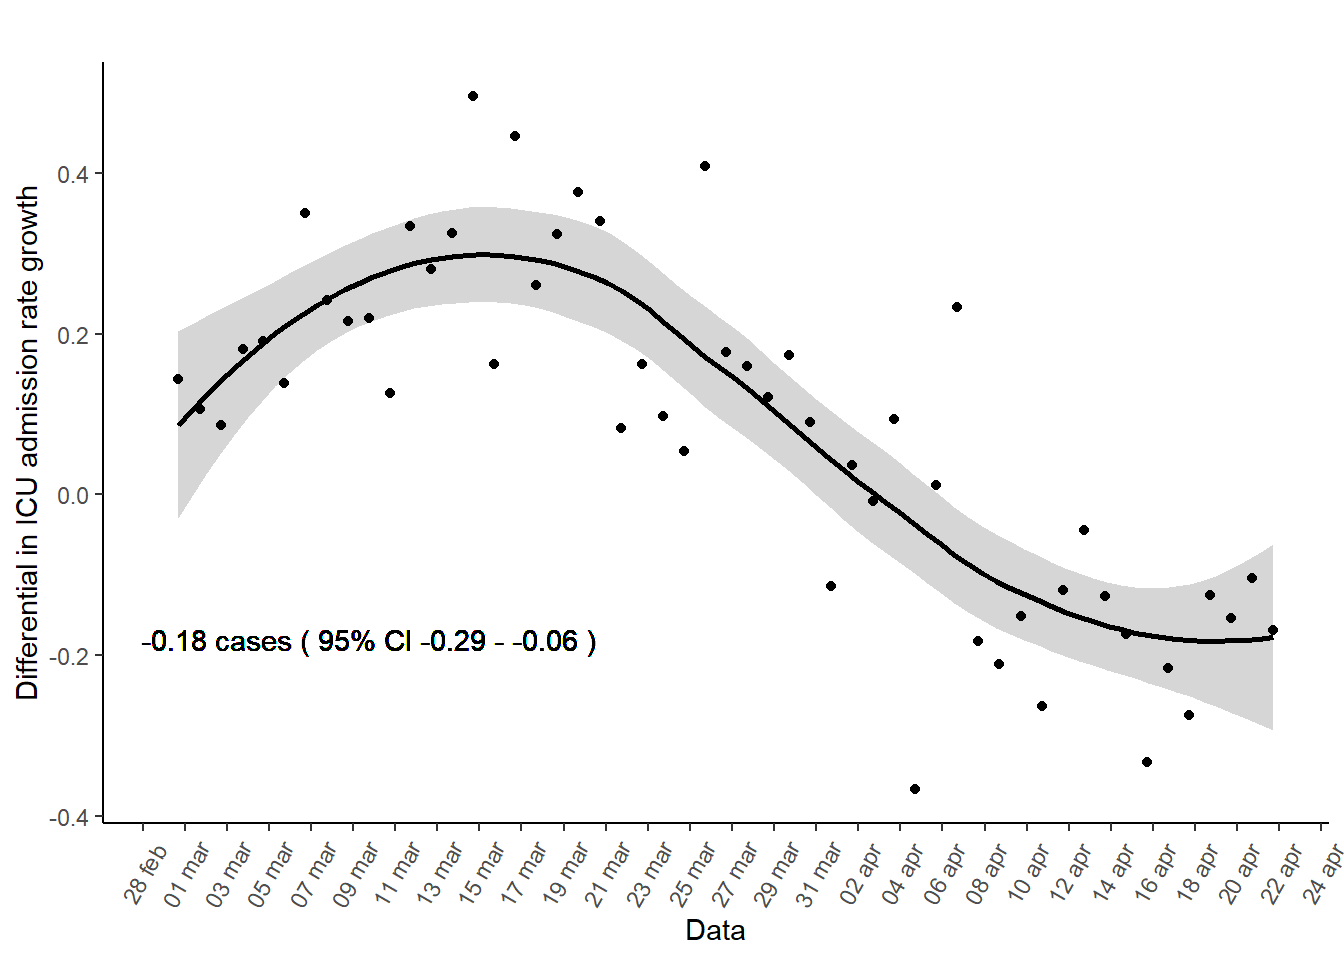 Differential in ICU admission rate growth
0.4
0.2
0.0
-0.2
-0.4
-0.18 cases ( 95% CI -0.29 - -0.06 )
28 feb
01 mar
03 mar
05 mar
07 mar
09 mar
11 mar
13 mar
15 mar
17 mar
19 mar
21 mar
23 mar
25 mar
27 mar
29 mar
31 mar
02 apr
04 apr
06 apr
08 apr
10 apr
12 apr
14 apr
16 apr
18 apr
20 apr
22 apr
24 apr
Data